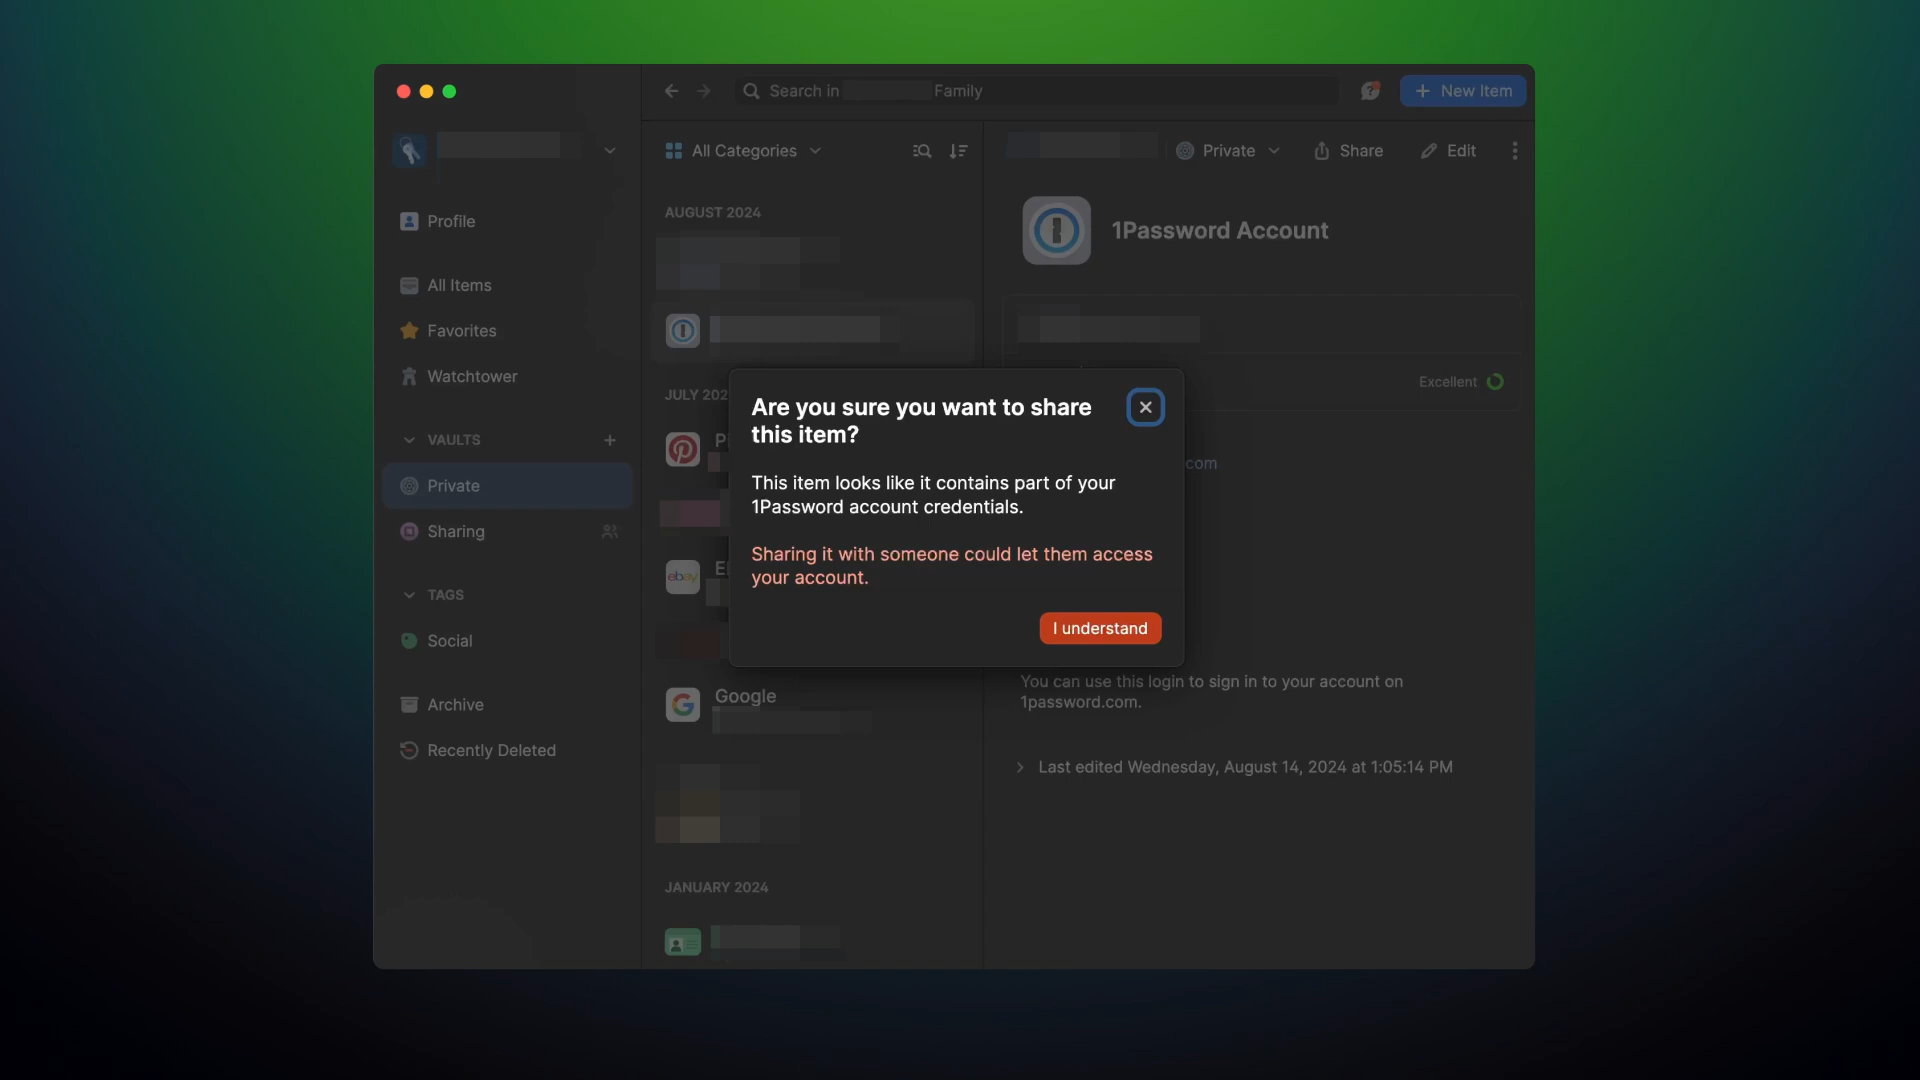 Search in Family
New Item
All Categories
Private
Share
Edit
Profile
All Items
Favorites
Watchtower
VAULTS
Private
Sharing
TAGS
Social
Archive
Recently Deleted
AUGUST 2024
JULY 202
P
ebay
E
Google
JANUARY 2024
1Password Account
Excellent
.com
You can use this login to sign in to your account on
1password.com.
Last edited Wednesday, August 14, 2024 at 1:05:14 PM
Are you sure you want to share
this item?
This item looks like it contains part of your
1Password account credentials.
Sharing it with someone could let them access
your account.
I understand